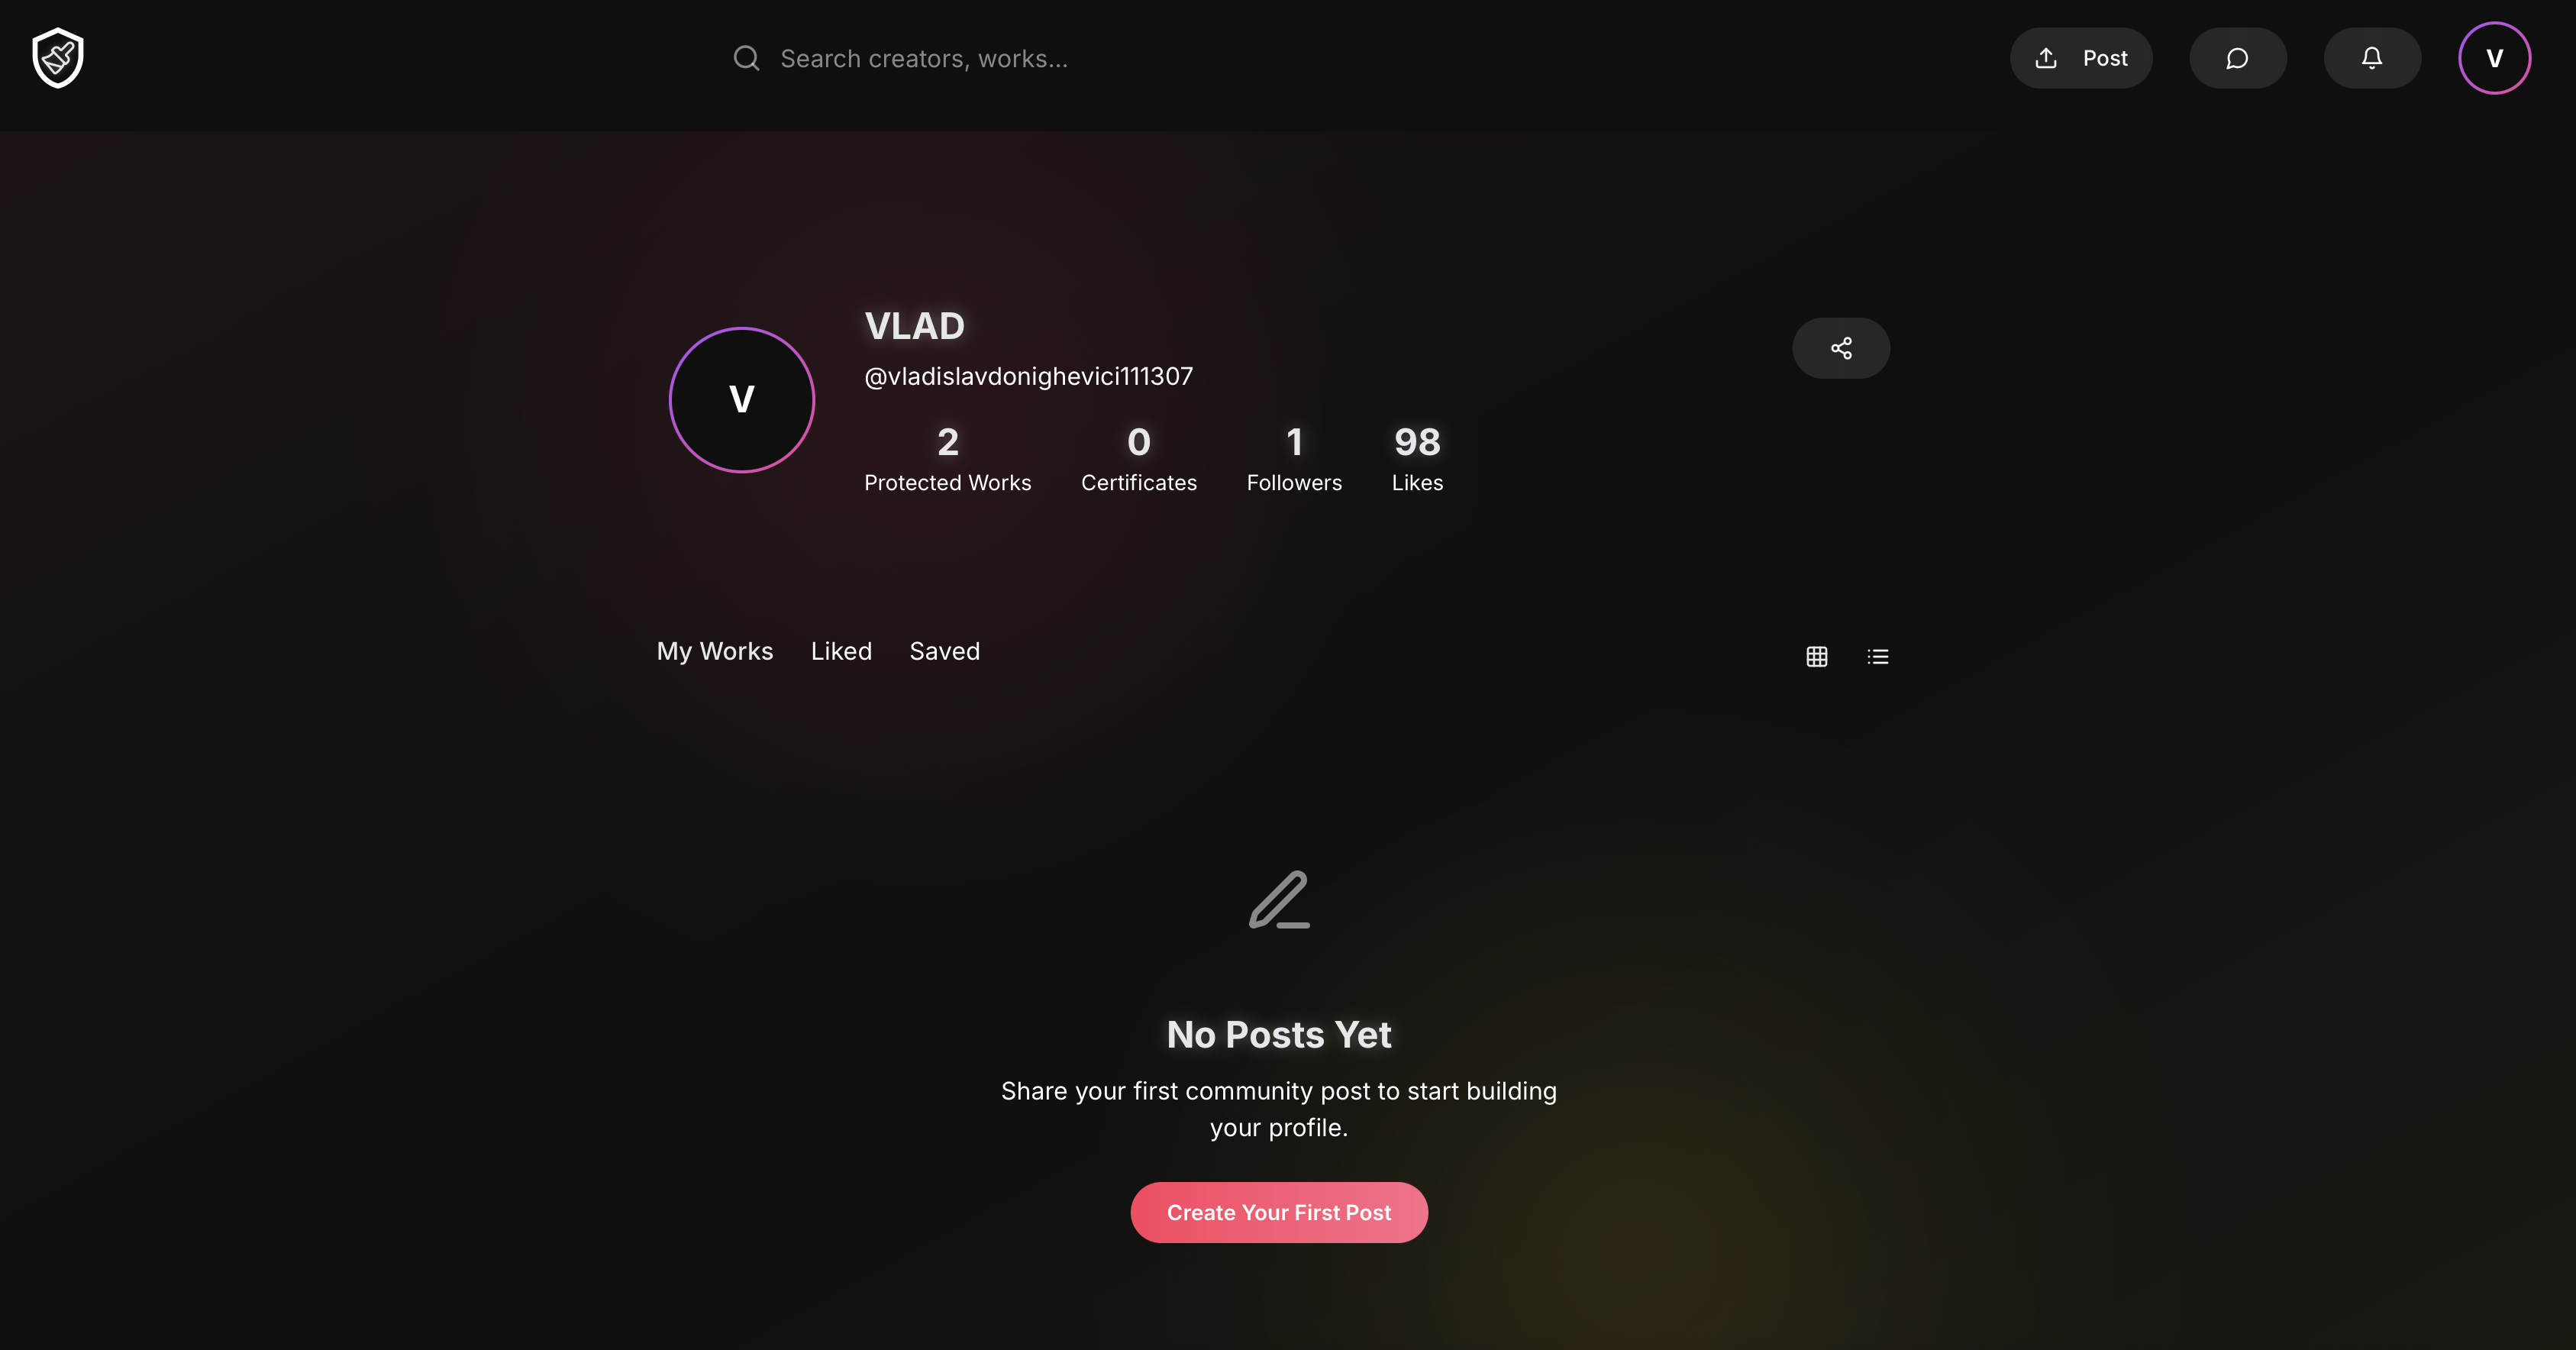 Search creators, works...
Post
V
VLAD
@vladislavdonighevici111307
V
2 0 1 98
Protected Works Certificates Followers Likes
My Works Liked Saved
No Posts Yet
Share your first community post to start building
your profile.
Create Your First Post